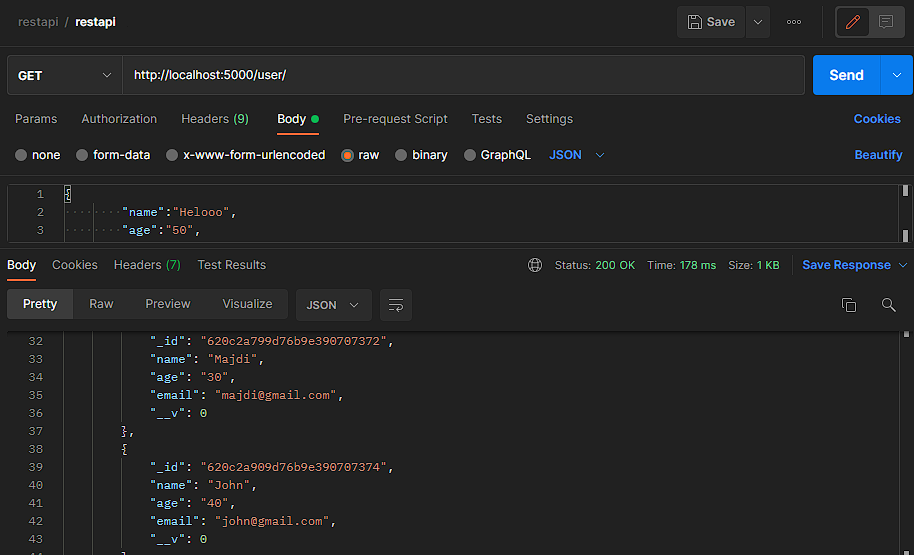 restapi / restapi Save
GET http://localhost:5000/user/ Send
Params Authorization Headers (9) Body Pre-request Script Tests Settings Cookies
none form-data x-www-form-urlencoded raw binary GraphQL JSON Beautify
1 {
2 "name":"Helooo",
3 "age":"50",
Body Cookies Headers (7) Test Results Status: 200 OK Time: 178 ms Size: 1 KB Save Response
Pretty Raw Preview Visualize JSON
32 "_id": "620c2a799d76b9e390707372",
33 "name": "Majdi",
34 "age": "30",
35 "email": "majdi@gmail.com",
36 "__v": 0
37 },
38 {
39 "_id": "620c2a909d76b9e390707374",
40 "name": "John",
41 "age": "40",
42 "email": "john@gmail.com",
43 "__v": 0